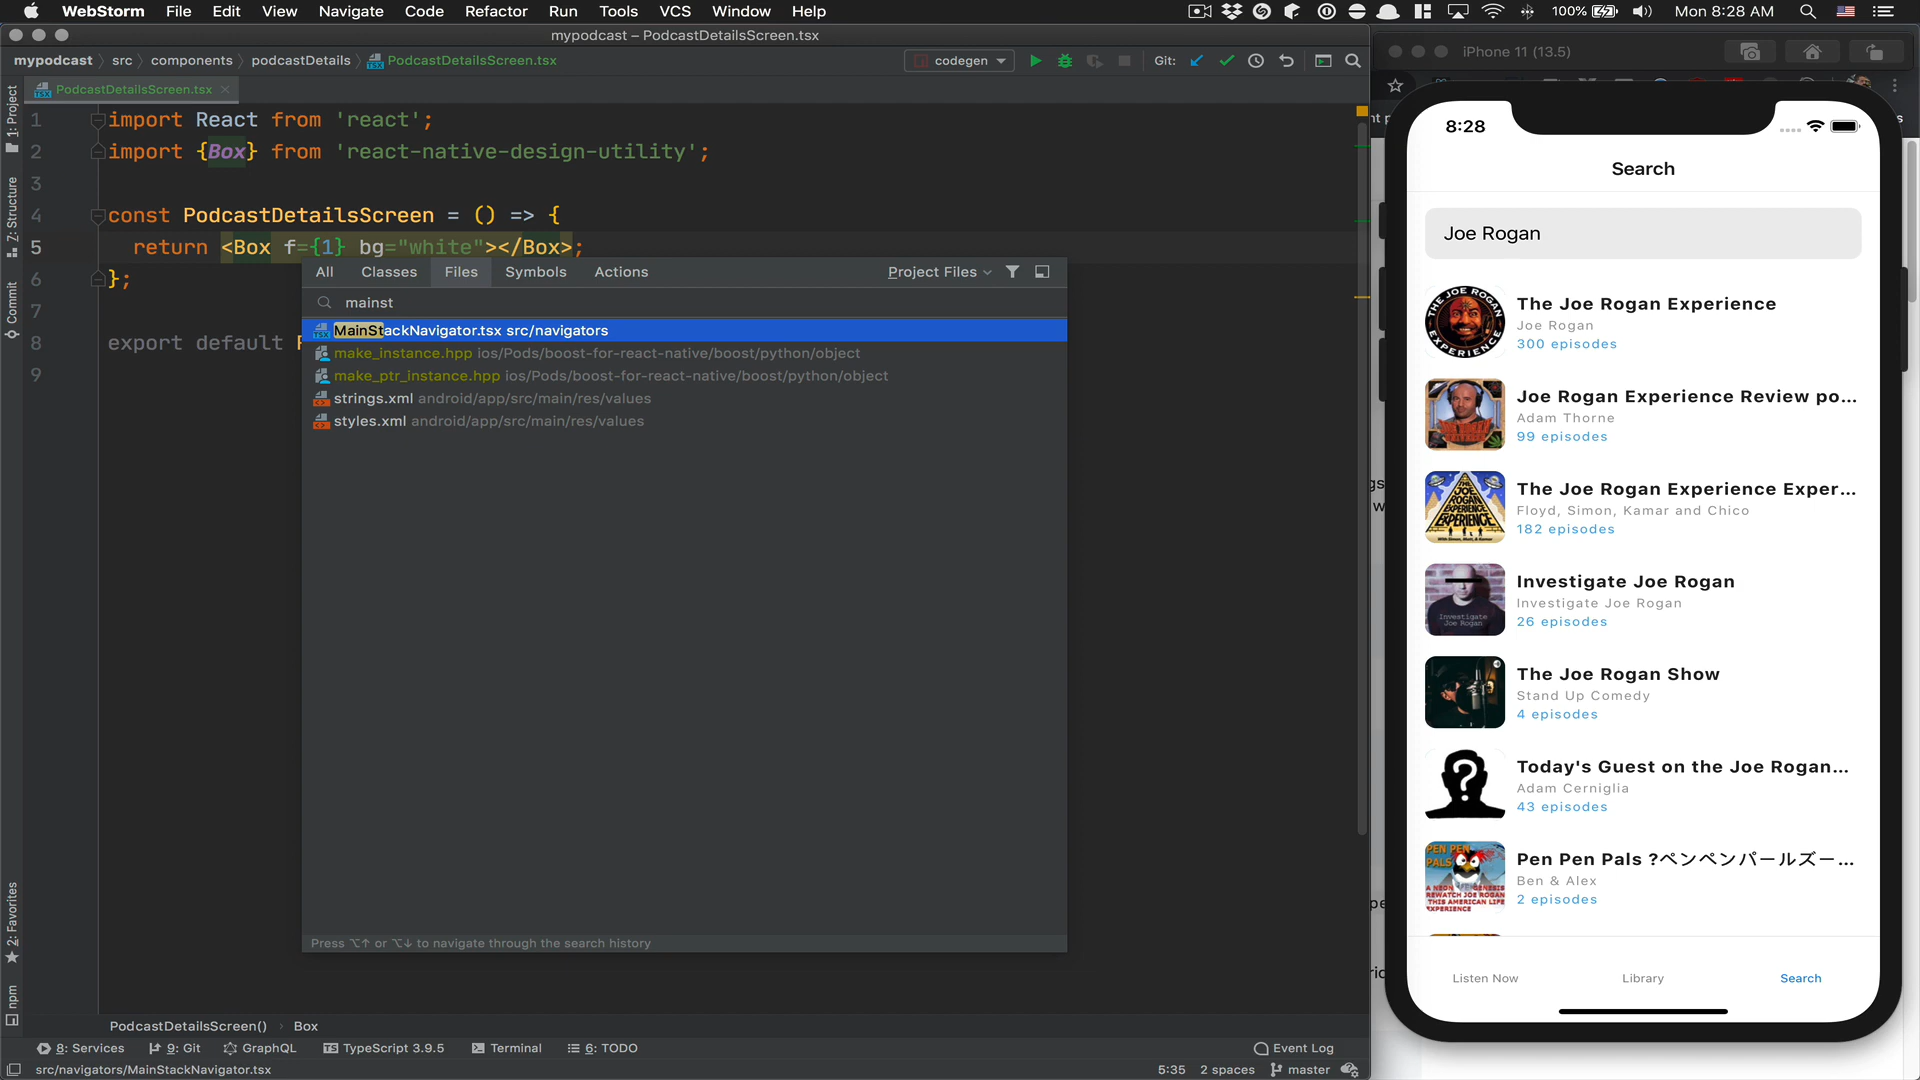 WebStorm File Edit View Navigate Code Refactor Run Tools VCS Window Help
100% Mon 8:28 AM
mypodcast – PodcastDetailsScreen.tsx
mypodcast src components podcastDetails PodcastDetailsScreen.tsx
codegen
Git:
PodcastDetailsScreen.tsx
1: Project
Z: Structure
Commit
2: Favorites
npm
1 import React from 'react';
2 import {Box} from 'react-native-design-utility';
3
4 const PodcastDetailsScreen = () => {
5 return <Box f={1} bg="white"></Box>;
6 };
7
8 export default
9
All Classes Files Symbols Actions Project Files
mainst
MainStackNavigator.tsx src/navigators
make_instance.hpp ios/Pods/boost-for-react-native/boost/python/object
make_ptr_instance.hpp ios/Pods/boost-for-react-native/boost/python/object
strings.xml android/app/src/main/res/values
styles.xml android/app/src/main/res/values
Press ⌥↑ or ⌥↓ to navigate through the search history
PodcastDetailsScreen() Box
8: Services 9: Git GraphQL TypeScript 3.9.5 Terminal 6: TODO Event Log
src/navigators/MainStackNavigator.tsx 5:35 2 spaces master
iPhone 11 (13.5)
8:28
Search
Joe Rogan
The Joe Rogan Experience
Joe Rogan
300 episodes
Joe Rogan Experience Review po...
Adam Thorne
99 episodes
The Joe Rogan Experience Exper...
Floyd, Simon, Kamar and Chico
182 episodes
Investigate Joe Rogan
Investigate Joe Rogan
26 episodes
Investigate
Joe Rogan
The Joe Rogan Show
Stand Up Comedy
4 episodes
Today's Guest on the Joe Rogan...
Adam Cerniglia
43 episodes
Pen Pen Pals ?ペンペンパールズー...
Ben & Alex
2 episodes
Listen Now Library Search